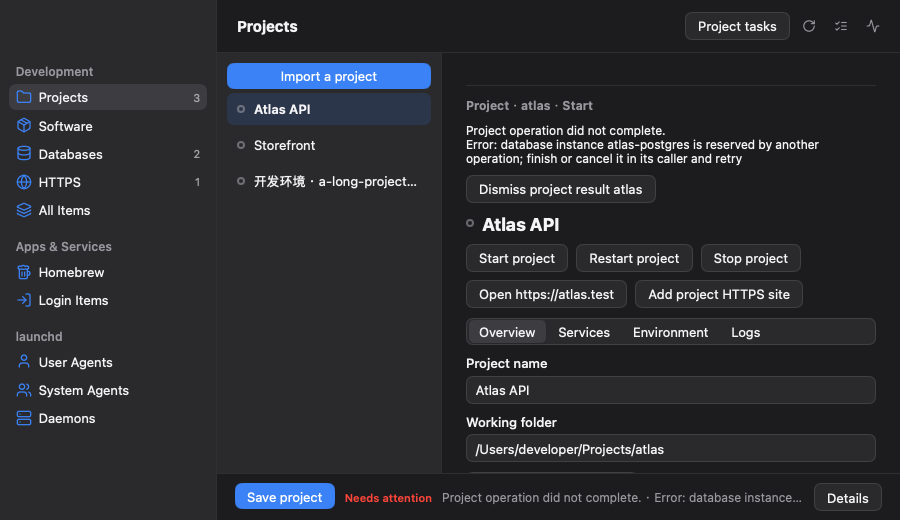 Projects
Project tasks
Development
Projects 3
Software
Databases 2
HTTPS 1
All Items
Apps & Services
Homebrew
Login Items
launchd
User Agents
System Agents
Daemons
Import a project
Atlas API
Storefront
开发环境 · a-long-project...
Project · atlas · Start
Project operation did not complete.
Error: database instance atlas-postgres is reserved by another
operation; finish or cancel it in its caller and retry
Dismiss project result atlas
Atlas API
Start project Restart project Stop project
Open https://atlas.test Add project HTTPS site
Overview Services Environment Logs
Project name
Atlas API
Working folder
/Users/developer/Projects/atlas
Save project Needs attention Project operation did not complete. · Error: database instance... Details